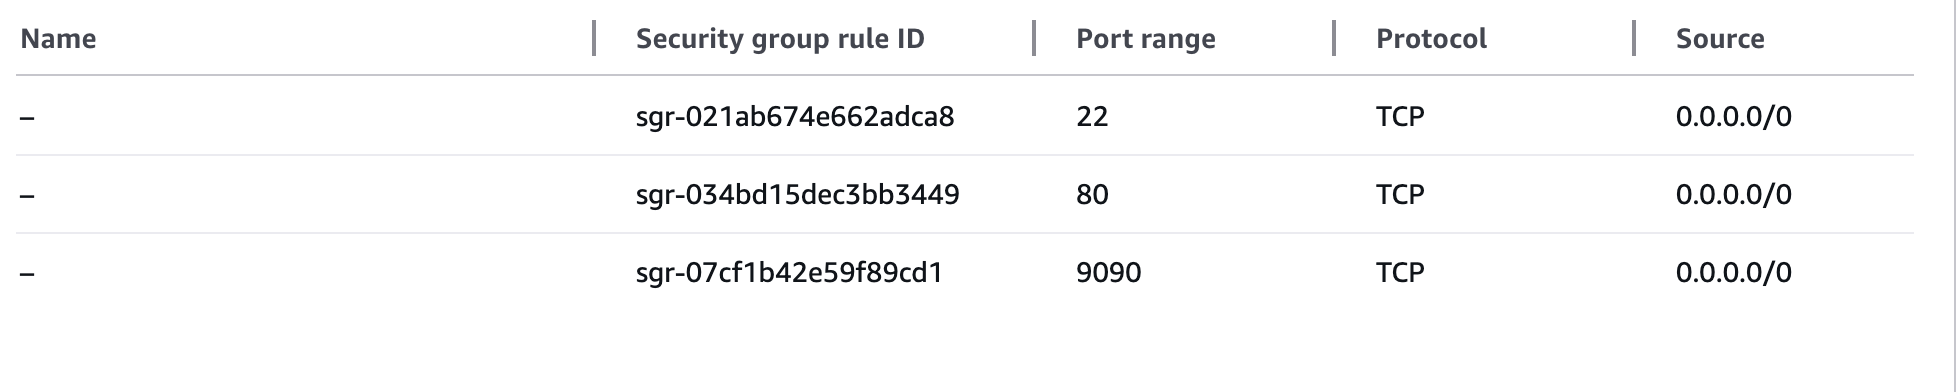 Name Security group rule ID Port range Protocol Source
– sgr-021ab674e662adca8 22 TCP 0.0.0.0/0
– sgr-034bd15dec3bb3449 80 TCP 0.0.0.0/0
– sgr-07cf1b42e59f89cd1 9090 TCP 0.0.0.0/0